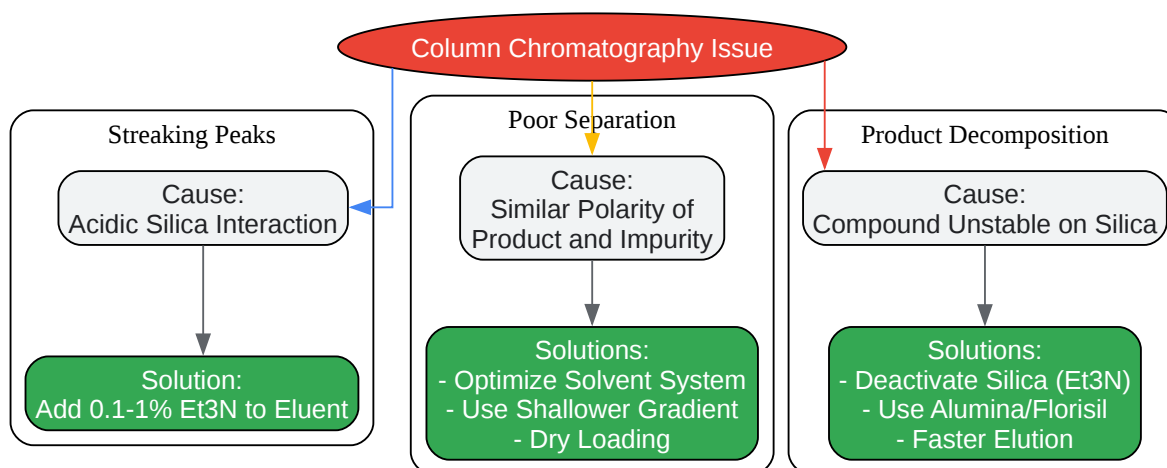 Column Chromatography Issue
Streaking Peaks
Cause:
Acidic Silica Interaction
Solution:
Add 0.1-1% Et3N to Eluent
Poor Separation
Cause:
Similar Polarity of
Product and Impurity
Solutions:
- Optimize Solvent System
- Use Shallower Gradient
- Dry Loading
Product Decomposition
Cause:
Compound Unstable on Silica
Solutions:
- Deactivate Silica (Et3N)
- Use Alumina/Florisil
- Faster Elution